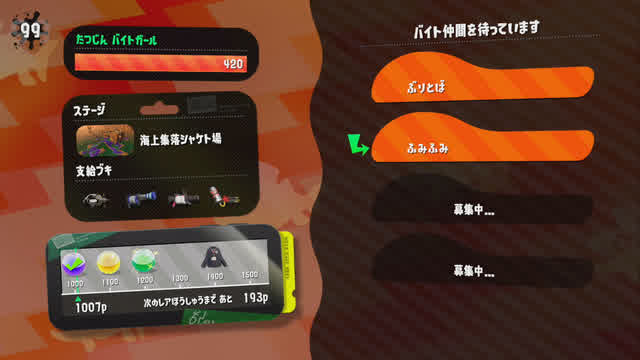 99
たつじん バイトガール
420
ステージ
海上集落シャケト場
支給ブキ
1000 1100 1200 1300 1400 1500
1007p 次のレアほうしゅうまで あと 193p
バイト仲間を待っています
ぶりとば
ふみふみ
募集中...
募集中...